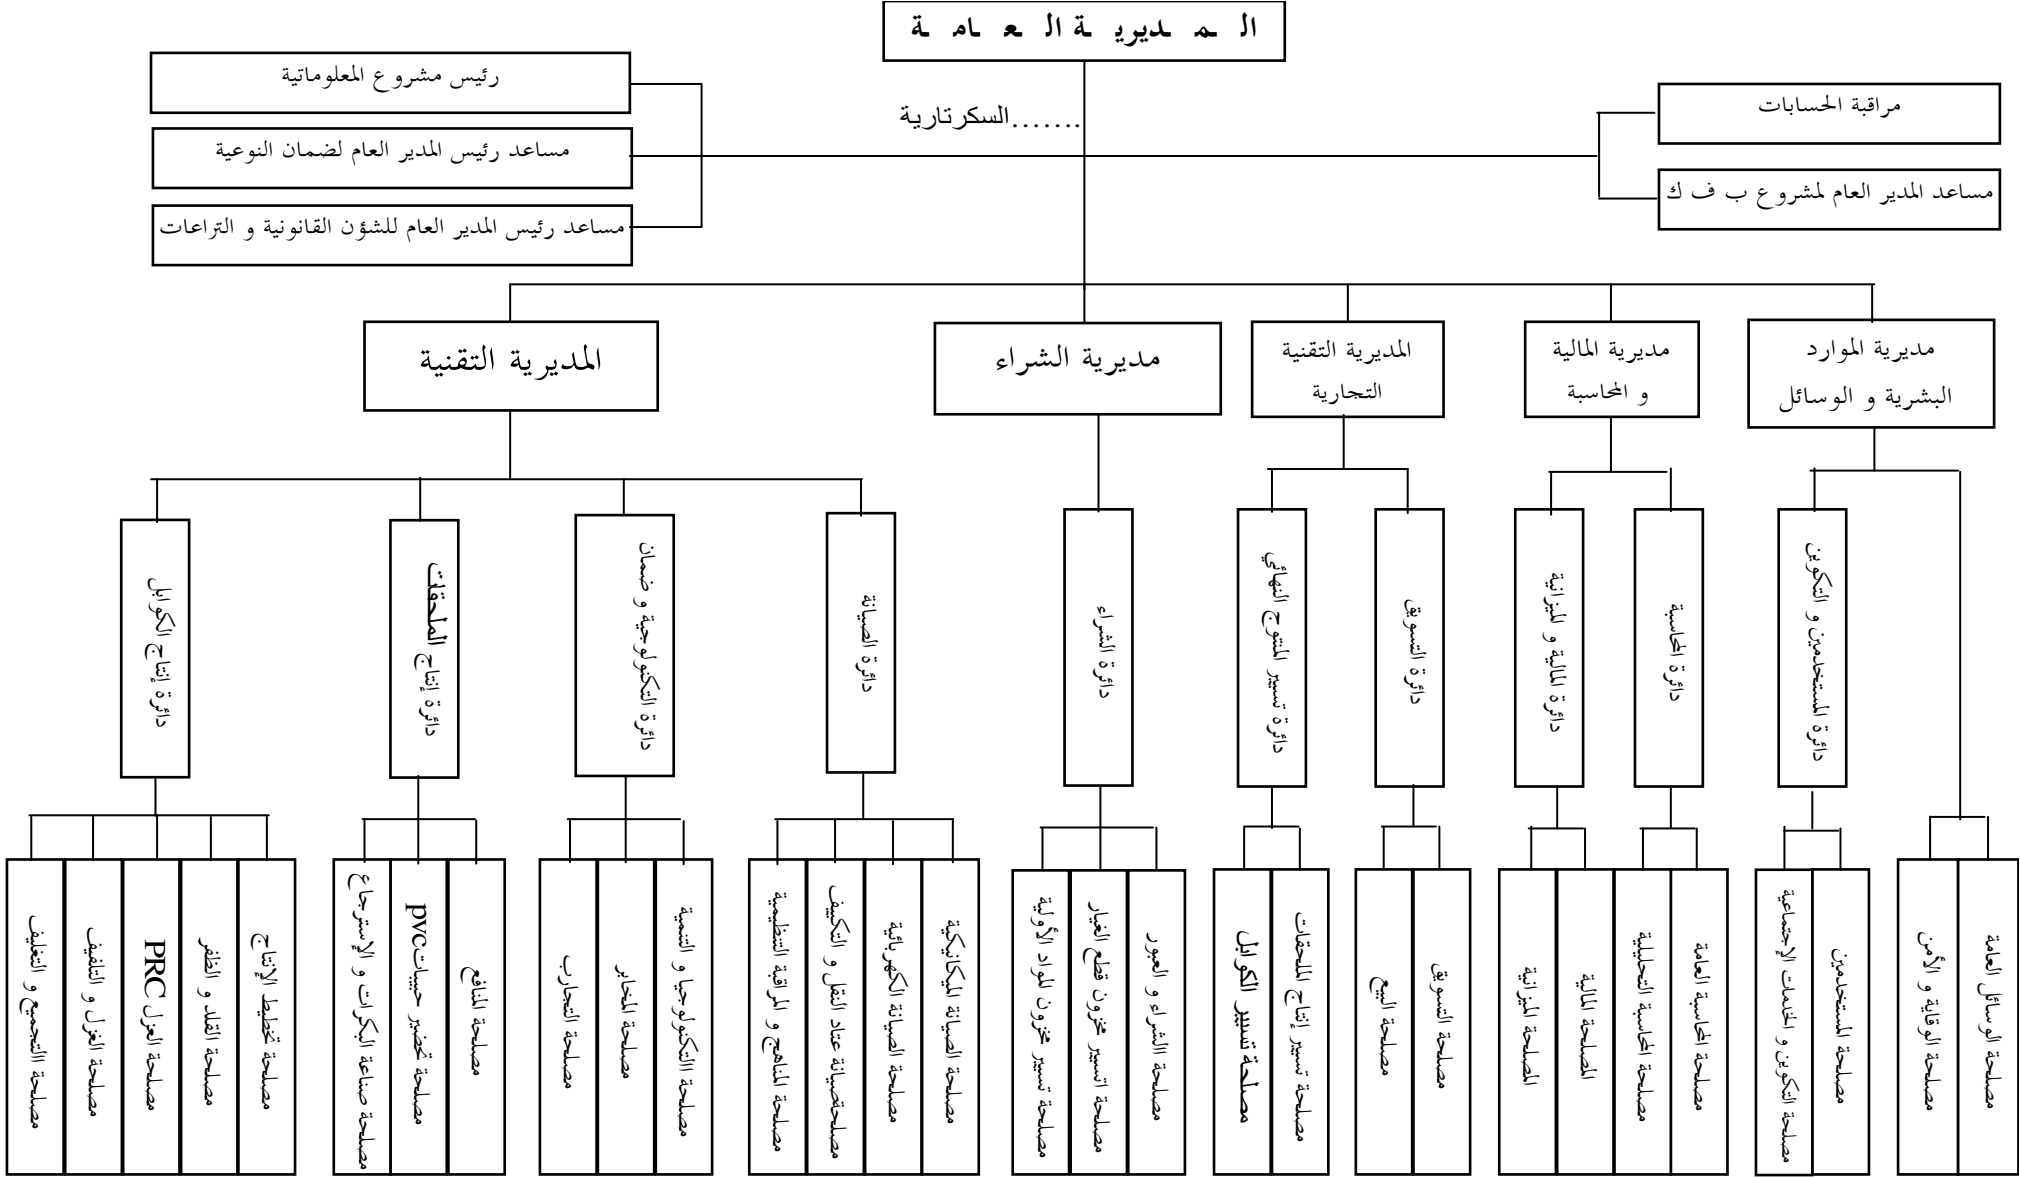 المديرية العامة
السكرتارية.......
رئيس مشروع المعلوماتية
مساعد رئيس المدير العام لضمان النوعية
مساعد رئيس المدير العام للشؤن القانونية و التراعات
مراقبة الحسابات
مساعد المدير العام لمشروع ب ف ك
مديرية الموارد
البشرية و الوسائل
مديرية المالية
و المحاسبة
المديرية التقنية
التجارية
مديرية الشراء
المديرية التقنية
دائرة المستخدمين و التكوين
دائرة المحاسبة
دائرة المالية و الميزانية
دائرة التسويق
دائرة تسيير المنتوج النهائي
دائرة الشراء
دائرة الصيانة
دائرة التكنولوجية و ضمان
دائرة إنتاج الملحقات
دائرة إنتاج الكوابل
مصلحة الوسائل العامة
مصلحة الوقاية و الأمن
مصلحة المستخدمين
مصلحة التكوين و الخدمات الإجتماعية
مصلحة المحاسبة العامة
مصلحة المحاسبة التحليلية
المصلحة المالية
المصلحة الميزانية
مصلحة التسويق
مصلحة البيع
مصلحة تسيير إنتاج الملحقات
مصلحة تسيير الكوابل
مصلحة االشراء و العبور
مصلحة اتسيير مخزون قطع الغيار
مصلحة تسيير مخزون المواد الأولية
مصلحة الصيانة الميكانيكية
مصلحة الصيانة الكهربائية
مصلحةصيانة عتاد النقل و التكييف
مصلحة المناهج و المراقبة التنظيمية
مصلحة االتكنولوجيا و التنمية
مصلحة المخابر
مصلحة التجارب
مصلحة المنافع
مصلحة تحضير حبيبات pvc
مصلحة صناعة البكرات و الإسترجاع
مصلحة تخطيط الإنتاج
مصلحة القلد و الظفر
مصلحة العزل PRC
مصلحة الغزل و التلفيف
مصلحة االتجميع و التغليف